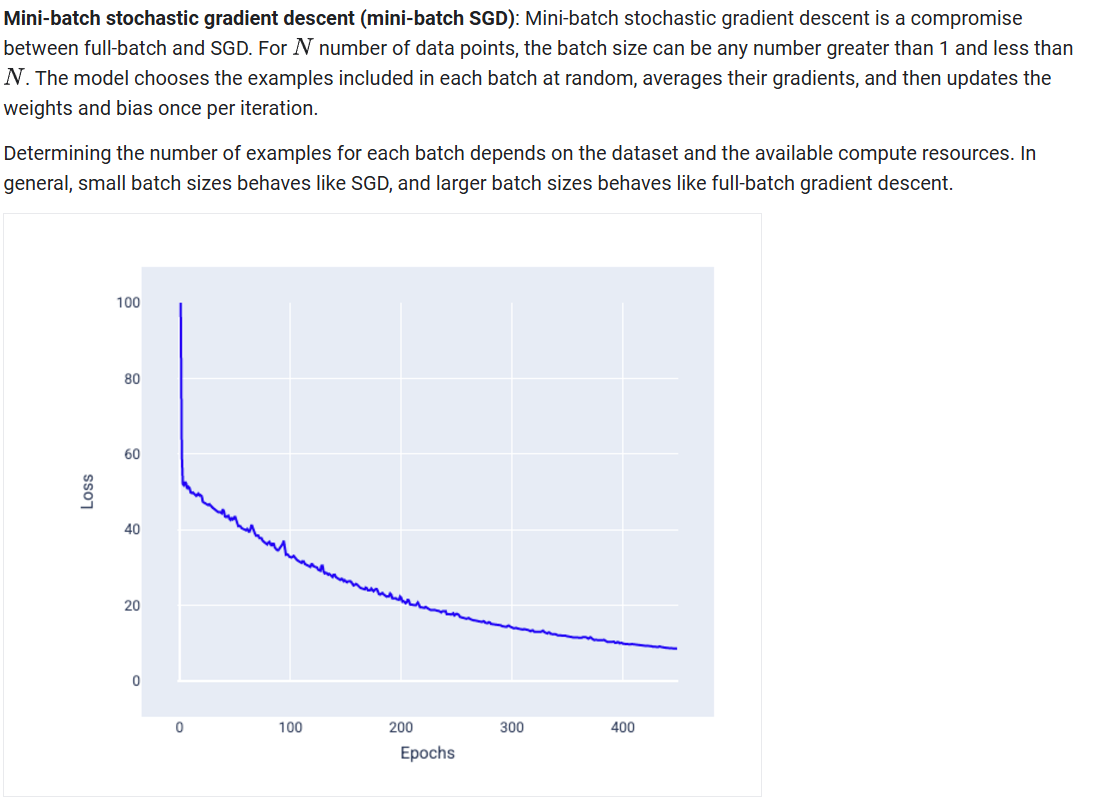 Mini-batch stochastic gradient descent (mini-batch SGD): Mini-batch stochastic gradient descent is a compromise
between full-batch and SGD. For N number of data points, the batch size can be any number greater than 1 and less than
N. The model chooses the examples included in each batch at random, averages their gradients, and then updates the
weights and bias once per iteration.
Determining the number of examples for each batch depends on the dataset and the available compute resources. In
general, small batch sizes behaves like SGD, and larger batch sizes behaves like full-batch gradient descent.
100
80
60
Loss
40
20
0
0 100 200 300 400
Epochs